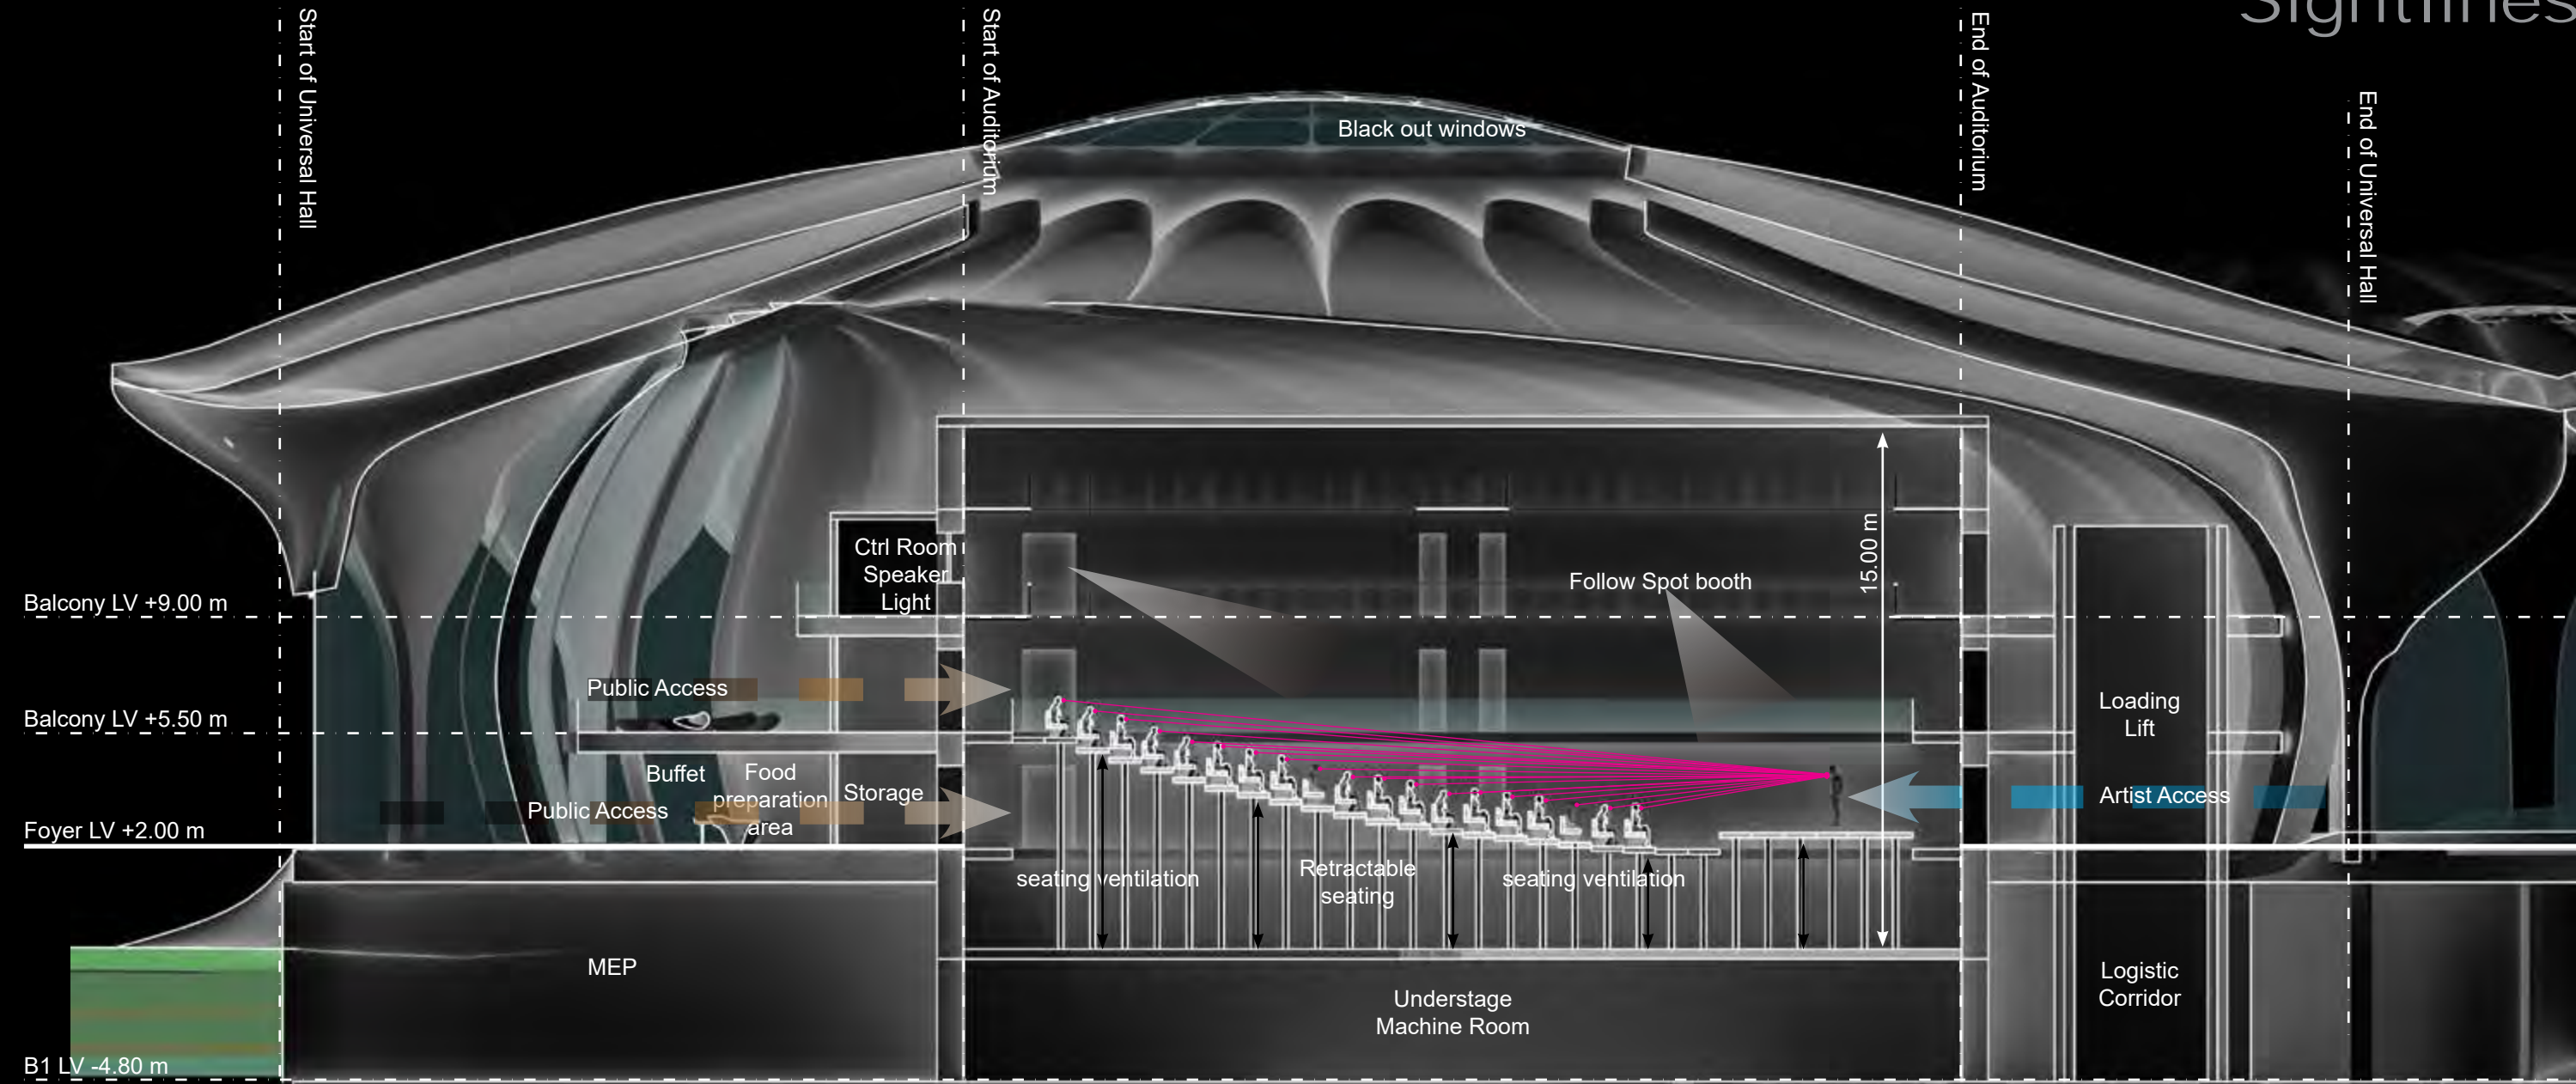 Sightlines
Start of Universal Hall
Start of Auditorium
End of Auditorium
End of Universal Hall
Black out windows
Ctrl Room
Speaker
Light
Follow Spot booth
15.00 m
Balcony LV +9.00 m
Public Access
Balcony LV +5.50 m
Loading
Lift
Buffet
Food
preparation
area
Storage
Public Access
Artist Access
Foyer LV +2.00 m
seating ventilation
Retractable
seating
seating ventilation
MEP
Understage
Machine Room
Logistic
Corridor
B1 LV -4.80 m